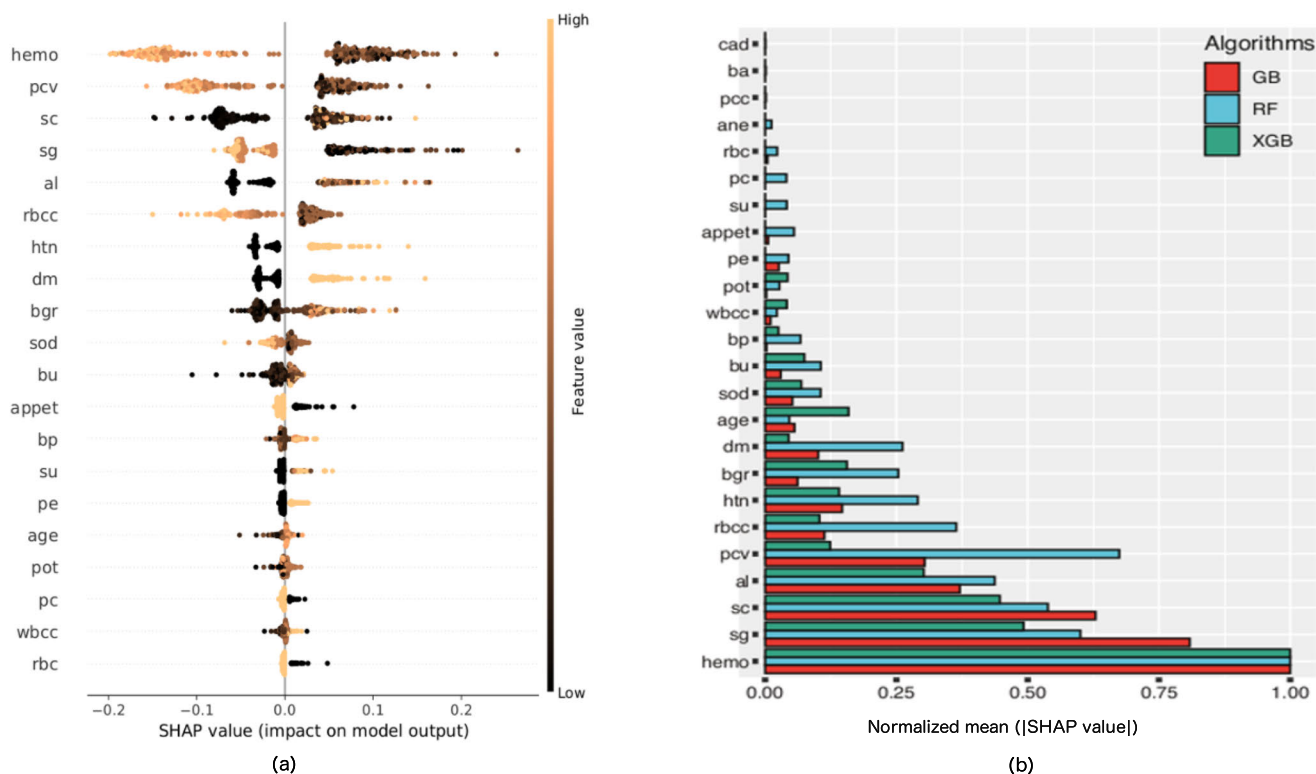 hemo
pcv
sc
sg
al
rbcc
htn
dm
bgr
sod
bu
appet
bp
su
pe
age
pot
pc
wbcc
rbc
−0.2 −0.1 0.0 0.1 0.2
SHAP value (impact on model output)
High
Feature value
Low
(a)
cad
ba
pcc
ane
rbc
pc
su
appet
pe
pot
wbcc
bp
bu
sod
age
dm
bgr
htn
rbcc
pcv
al
sc
sg
hemo
0.00 0.25 0.50 0.75 1.00
Normalized mean (|SHAP value|)
Algorithms
GB
RF
XGB
(b)